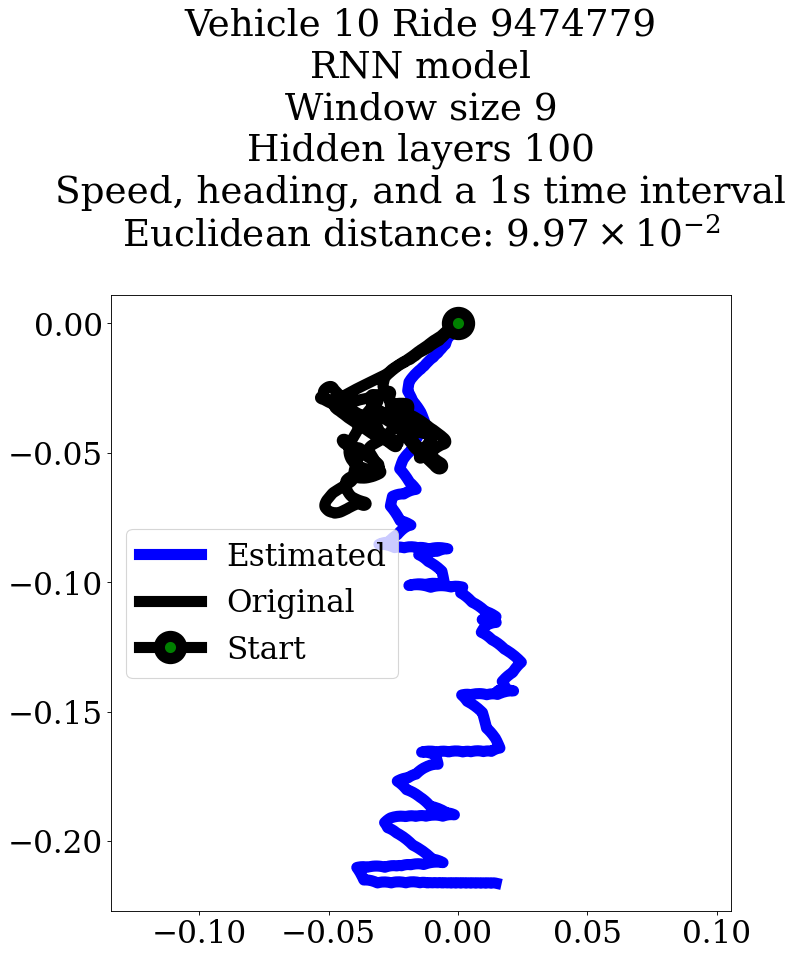 Vehicle 10 Ride 9474779
RNN model
Window size 9
Hidden layers 100
Speed, heading, and a 1s time interval
Euclidean distance: 9.97 × 10⁻²
0.00
−0.05
−0.10
−0.15
−0.20
Estimated
Original
Start
−0.10 −0.05 0.00 0.05 0.10